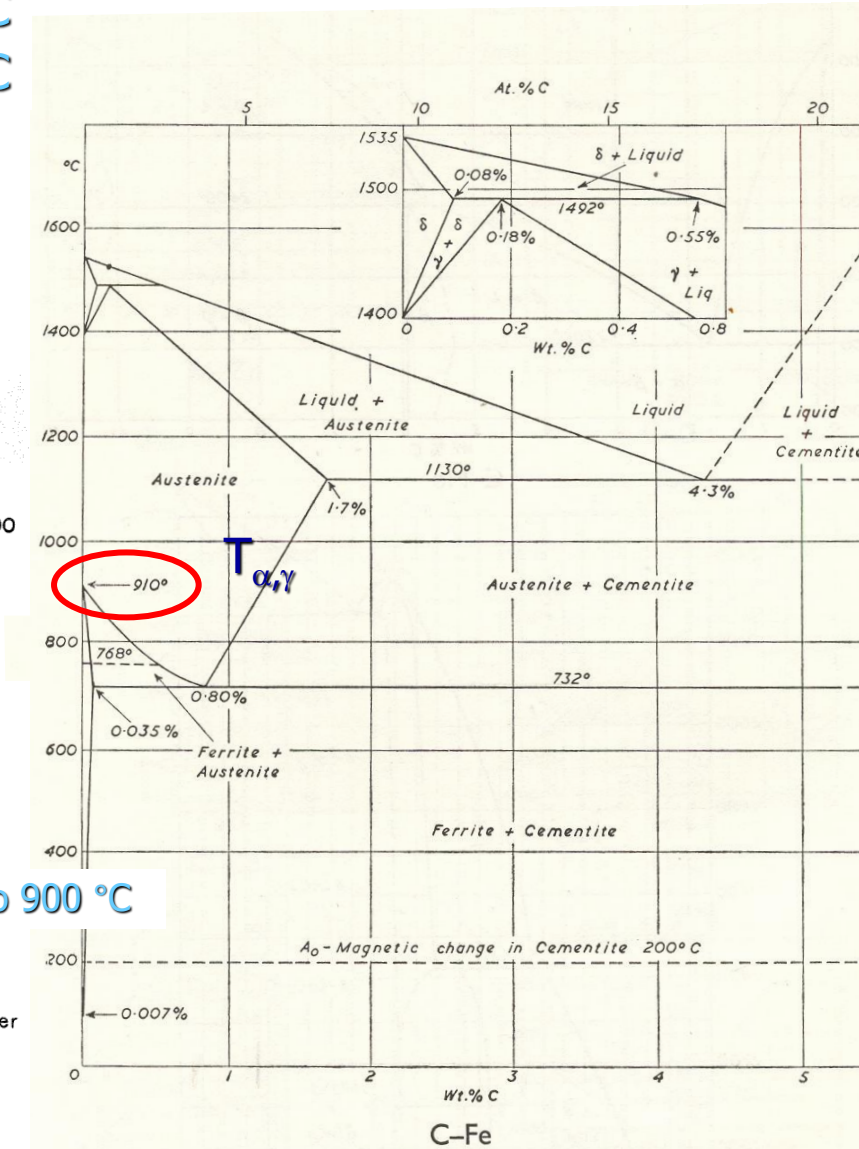 C
C
At.% C
5
10
15
20
°C
1535
1500
1400
δ + Liquid
0·08%
1492°
0·18%
0·55%
δ
γ + δ
γ +
Liq
0
0·2
0·4
0·8
Wt.% C
1600
1400
1200
1000
800
600
400
200
0
Liquid +
Austenite
Liquid
Liquid
+
Cementite
1130°
Austenite
1·7%
4·3%
00
910°
Tα,γ
Austenite + Cementite
768°
0·80%
732°
0·035%
Ferrite +
Austenite
Ferrite + Cementite
900 °C
A₀-Magnetic change in Cementite 200°C
er
0·007%
1
2
3
4
5
Wt.% C
C–Fe